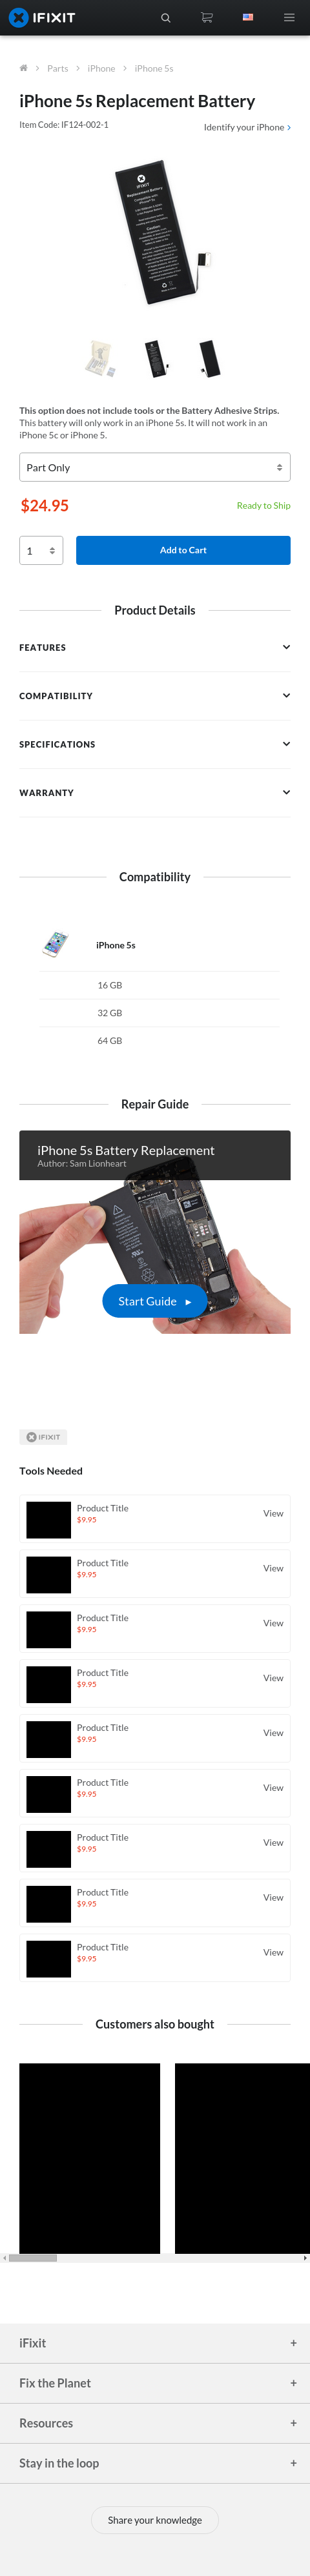 IFIXIT
Parts
iPhone
iPhone 5s
iPhone 5s Replacement Battery
Item Code: IF124-002-1
Identify your iPhone
IFIXIT
Part Only
This option does not include tools or the Battery Adhesive Strips.
This battery will only work in an iPhone 5s. It will not work in an
iPhone 5c or iPhone 5.
$24.95
Ready to Ship
1
Add to Cart
Product Details
FEATURES
COMPATIBILITY
SPECIFICATIONS
WARRANTY
Compatibility
iPhone 5s
16 GB
32 GB
64 GB
Repair Guide
iPhone 5s Battery Replacement
Author: Sam Lionheart
Start Guide
IFIXIT
Tools Needed
Product Title
$9.95
View
Product Title
$9.95
View
Product Title
$9.95
View
Product Title
$9.95
View
Product Title
$9.95
View
Product Title
$9.95
View
Product Title
$9.95
View
Product Title
$9.95
View
Product Title
$9.95
View
Customers also bought
iFixit +
Fix the Planet +
Resources +
Stay in the loop +
Share your knowledge